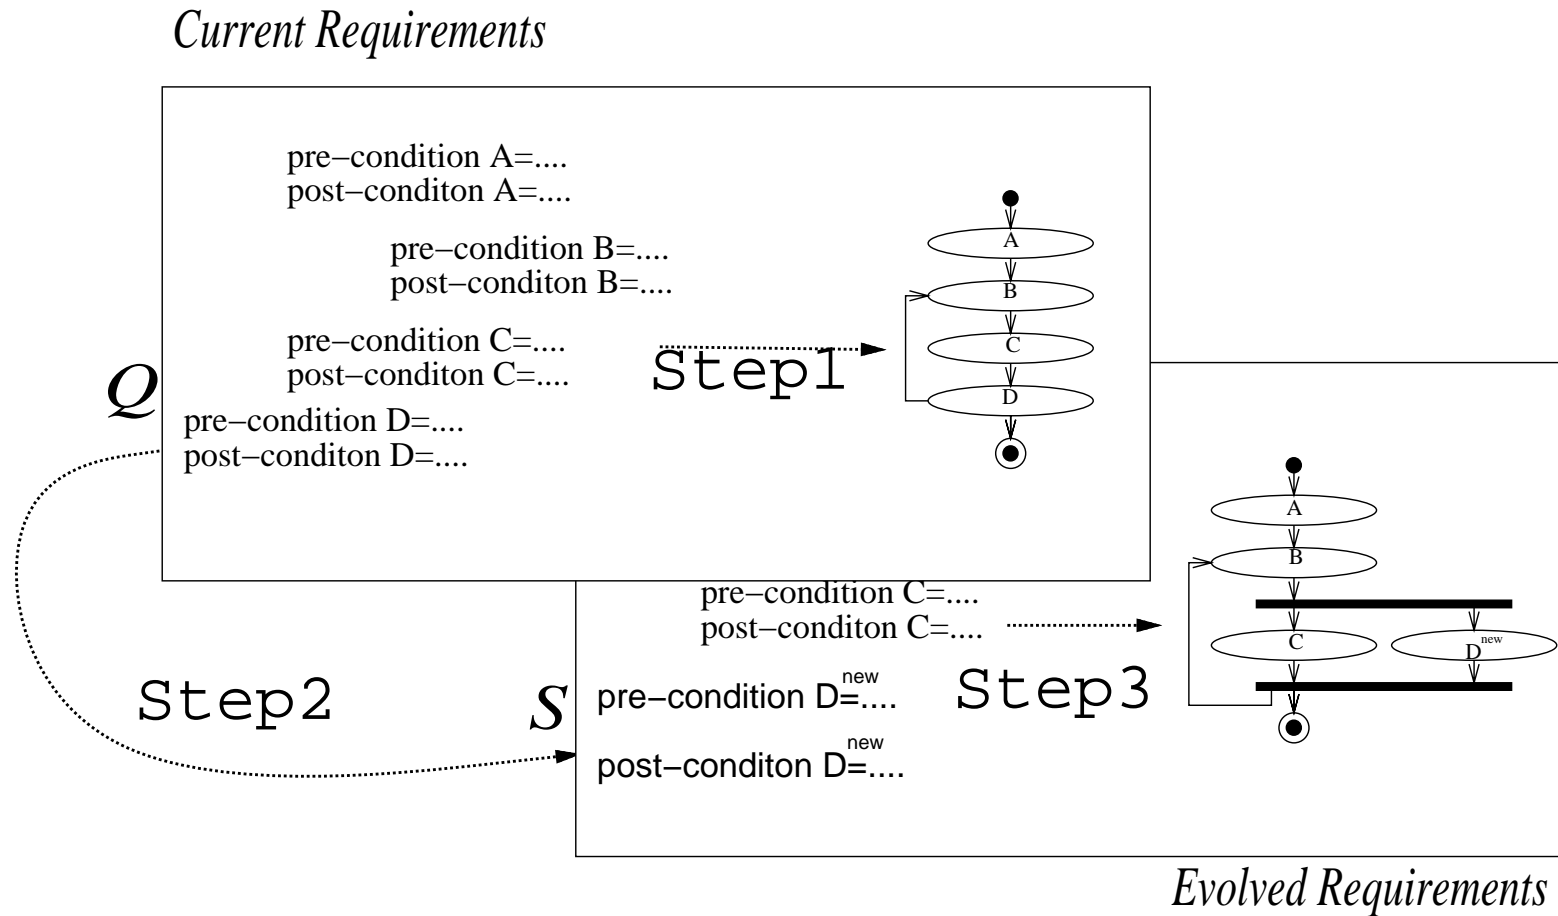 Current Requirements
pre−condition A=....
post−conditon A=....
pre−condition B=....
post−conditon B=....
pre−condition C=....
post−conditon C=....
pre−condition D=....
post−conditon D=....
Step1
A
B
C
D
Q
Step2
S
pre−condition C=....
post−conditon C=....
pre−condition D new=....
post−conditon D new=....
Step3
A
B
C
D new
Evolved Requirements